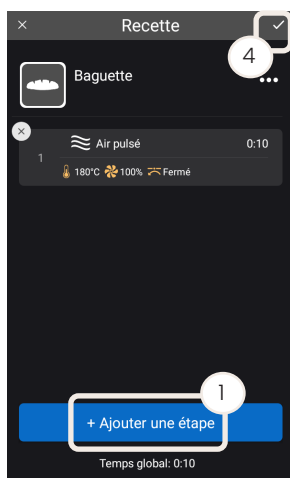 × Recette ✓
4
Baguette
•••
×
1 Air pulsé 0:10
180°C 100% Fermé
1
+ Ajouter une étape
Temps global: 0:10